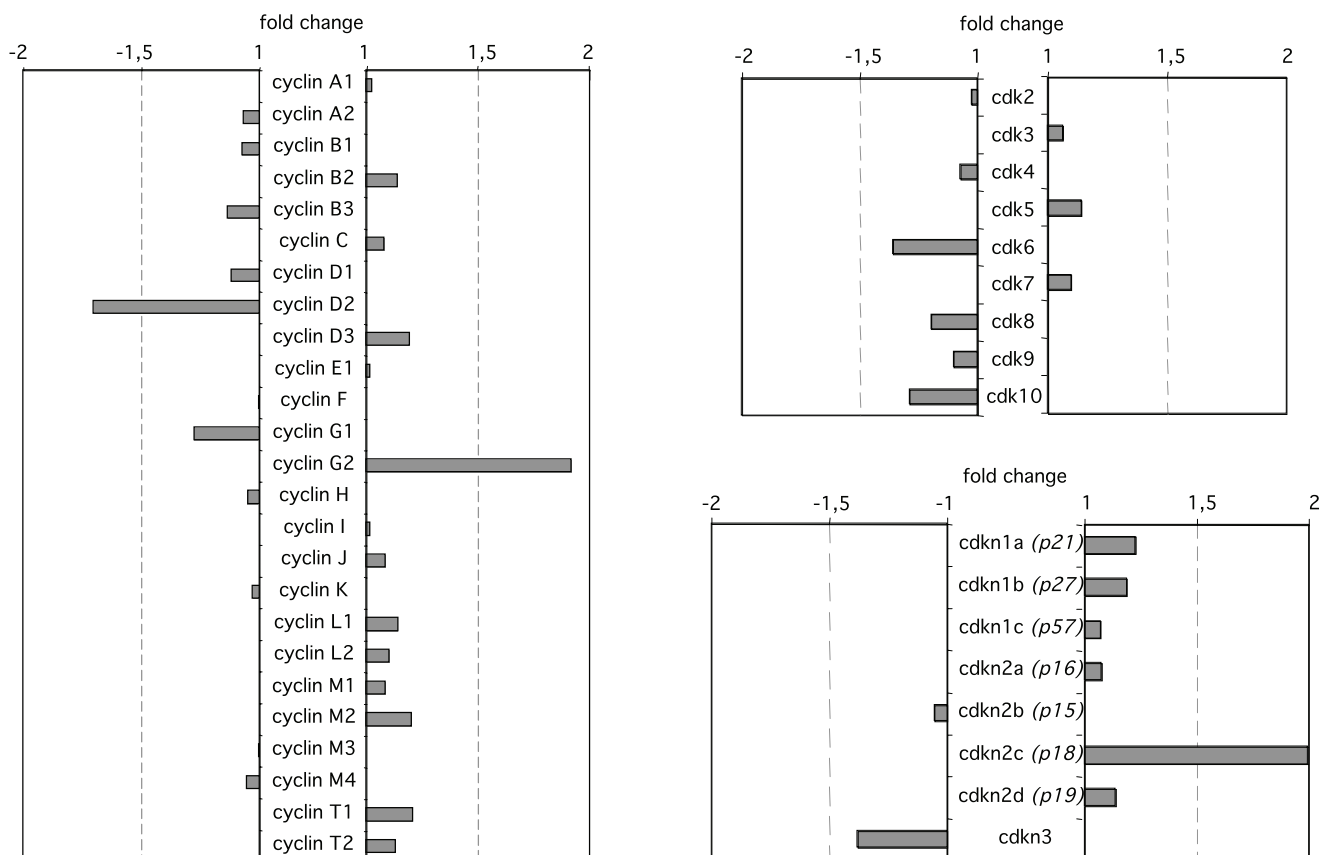 fold change
-2 -1,5 1 1 1,5 2
cyclin A1
cyclin A2
cyclin B1
cyclin B2
cyclin B3
cyclin C
cyclin D1
cyclin D2
cyclin D3
cyclin E1
cyclin F
cyclin G1
cyclin G2
cyclin H
cyclin I
cyclin J
cyclin K
cyclin L1
cyclin L2
cyclin M1
cyclin M2
cyclin M3
cyclin M4
cyclin T1
cyclin T2
fold change
-2 -1,5 1 1 1,5 2
cdk2
cdk3
cdk4
cdk5
cdk6
cdk7
cdk8
cdk9
cdk10
fold change
-2 -1,5 -1 1 1,5 2
cdkn1a (p21)
cdkn1b (p27)
cdkn1c (p57)
cdkn2a (p16)
cdkn2b (p15)
cdkn2c (p18)
cdkn2d (p19)
cdkn3